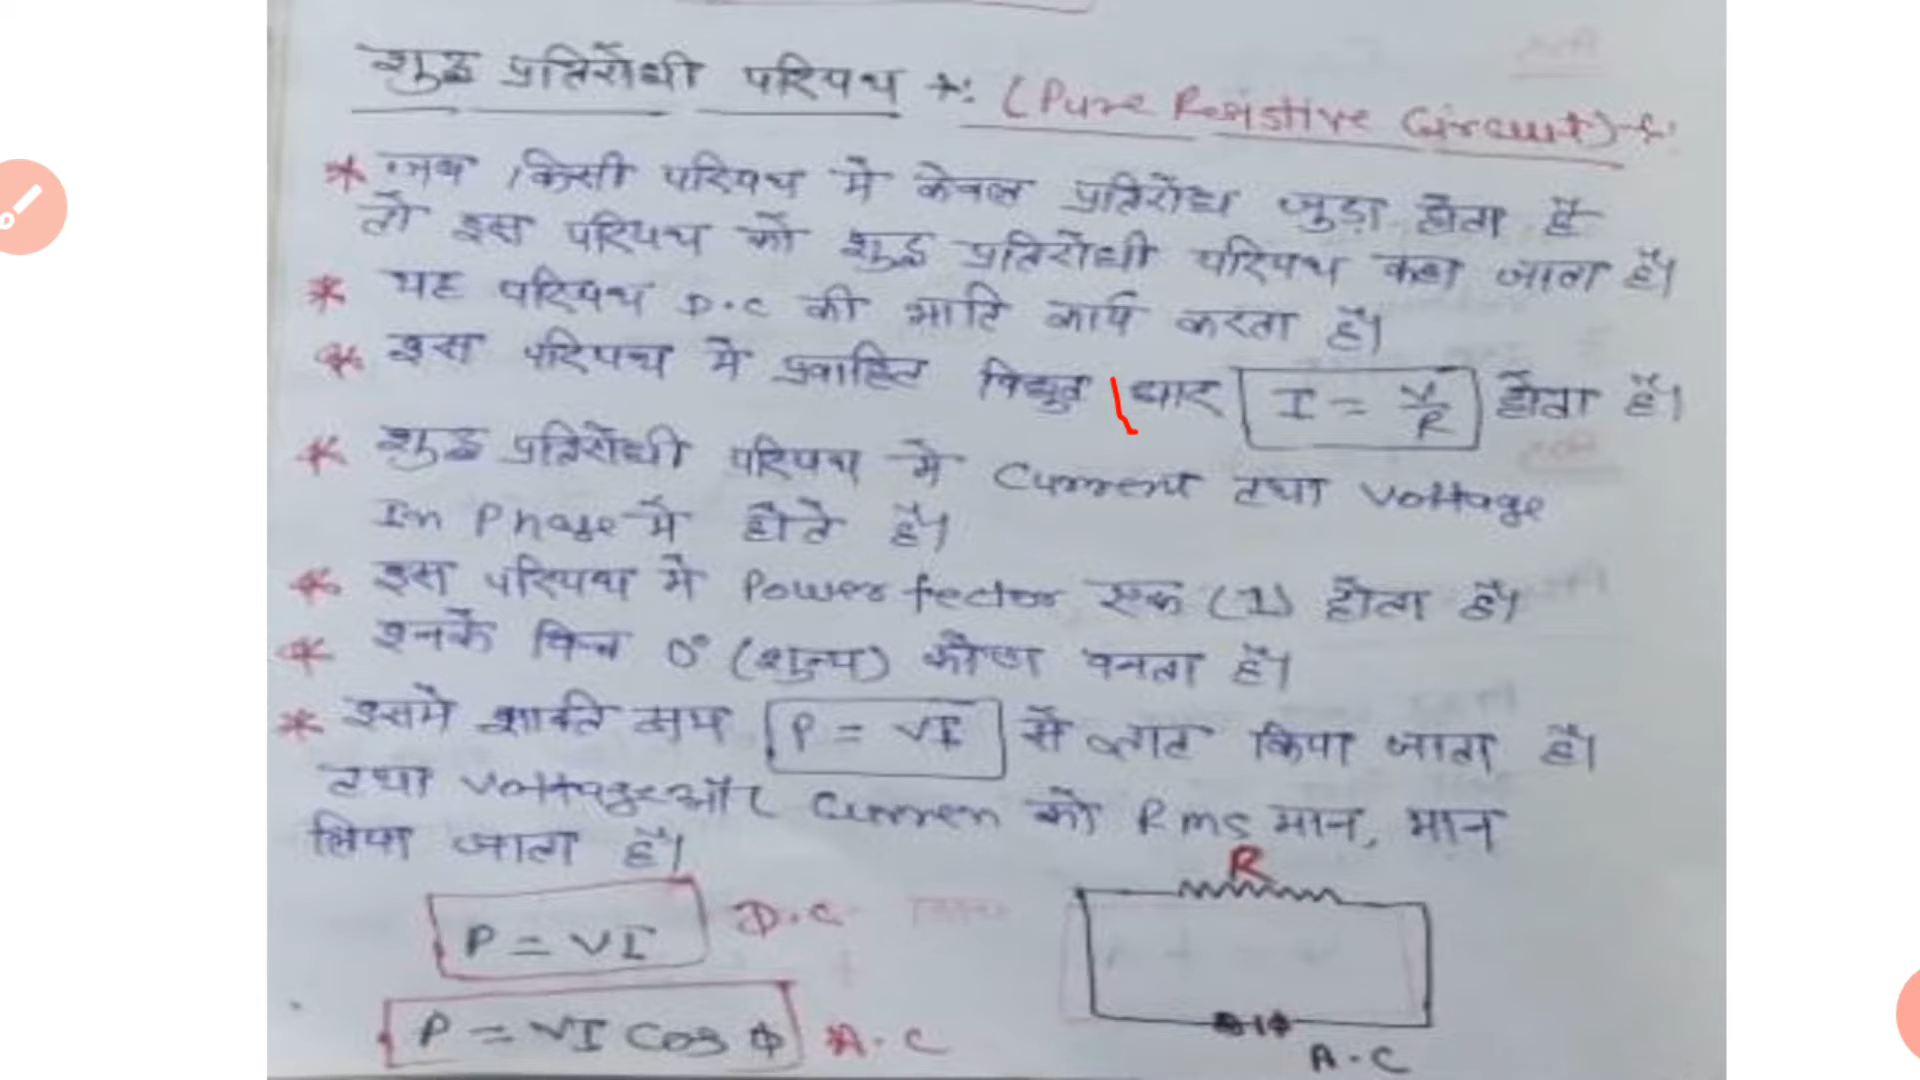 शुद्ध प्रतिरोधी परिपथ :- (Pure Resistive Circuit) :-
* जब किसी परिपथ में केवल प्रतिरोध जुड़ा होता है
तो इस परिपथ को शुद्ध प्रतिरोधी परिपथ कहा जाता है।
* यह परिपथ D.C की भाति कार्य करता है।
* इस परिपथ में प्रवाहित विद्युत धार I = V/R होता है।
* शुद्ध प्रतिरोधी परिपथ में Current तथा Voltage
In Phase में होते हैं।
* इस परिपथ में Power fector एक (1) होता है।
* इनके बिच 0° (शुन्य) कोण बनता है।
* इसमें शक्ति व्यय P = VI से ज्ञात किया जाता है।
तथा Voltage और Curren को Rms मान, मान
लिया जाता है।
R
P = VI D.C
P = VI Cos ϕ A.C
A.C